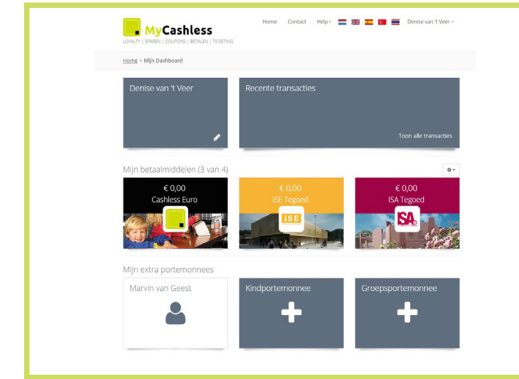 MyCashless
LOYALTY | SPAREN | COUPONS | BETALEN | TICKETING
Home Contact Help Denise van 't Veer
Home > Mijn Dashboard
Denise van 't Veer
Recente transacties
Toon alle transacties
Mijn betaalmiddelen (3 van 4)
€ 0,00
Cashless Euro
€ 0,00
ISE Tegoed
ISE
€ 0,00
ISA Tegoed
ISA
Mijn extra portemonnees
Marvin van Geest
Kindportemonnee
Groepsportemonnee